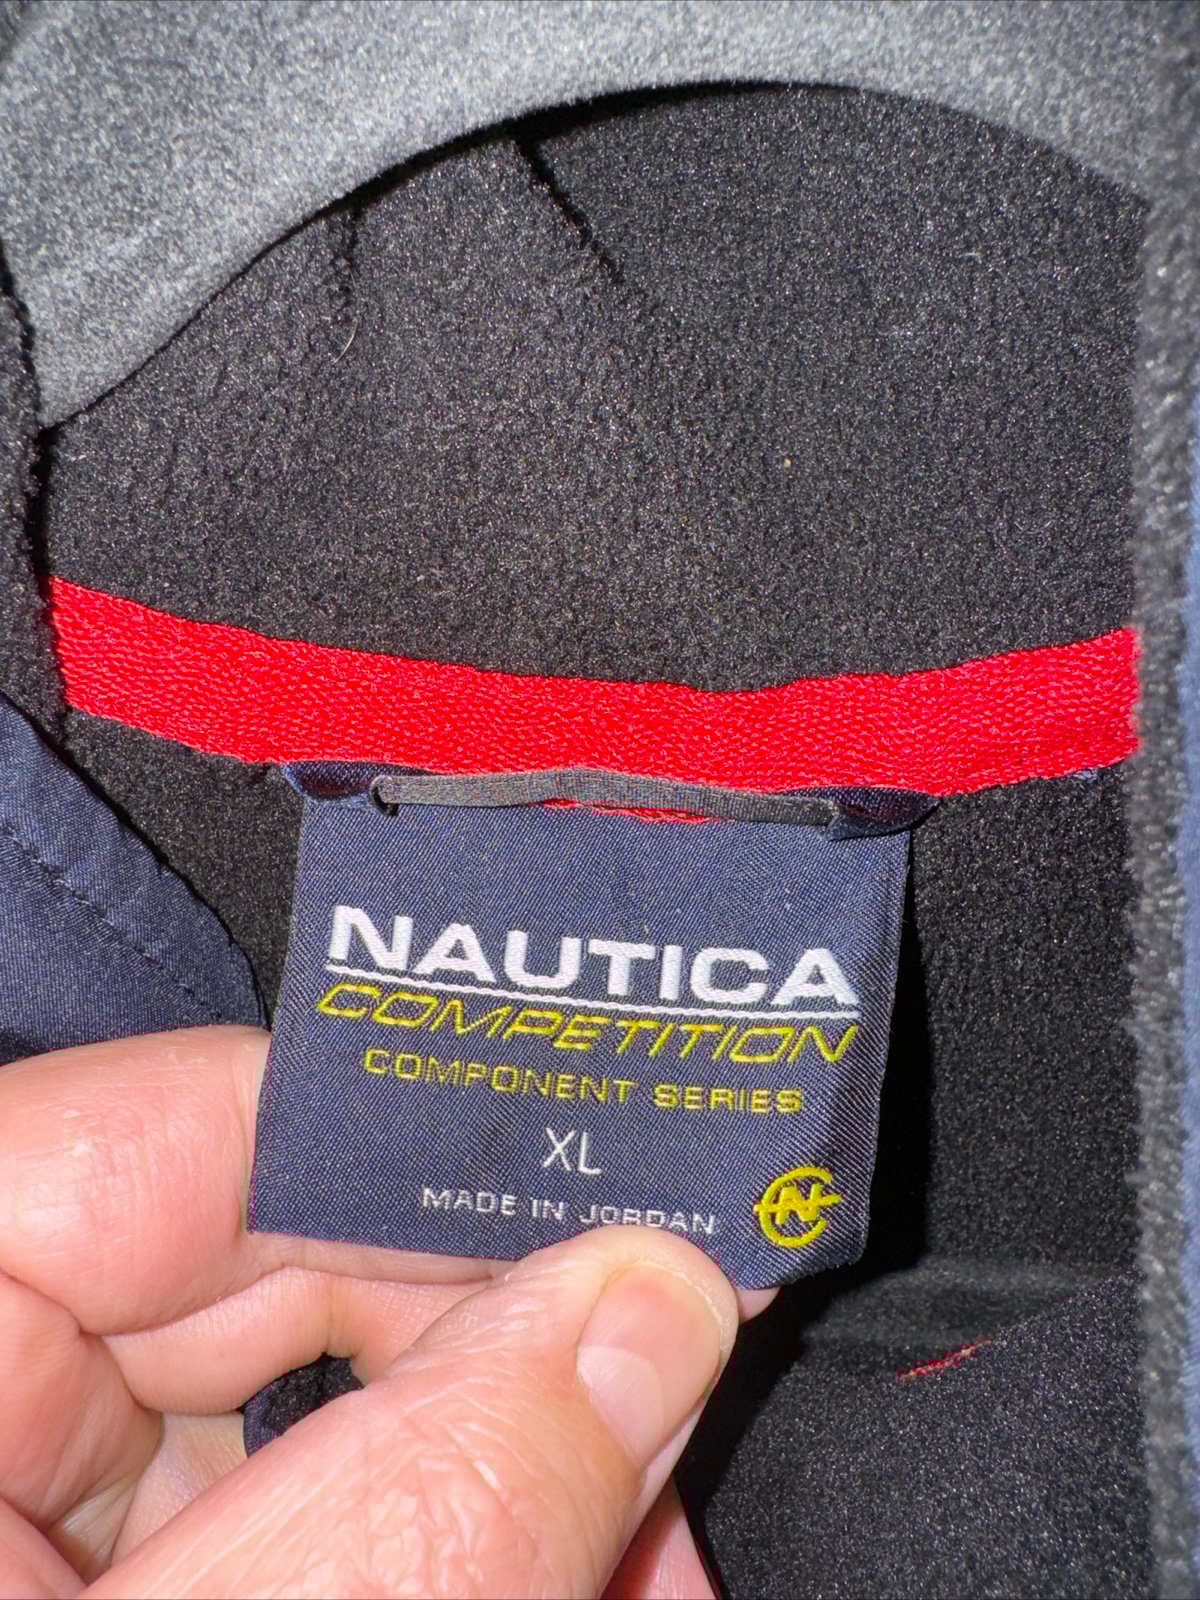 NAUTICA
COMPETITION
COMPONENT SERIES
XL
MADE IN JORDAN